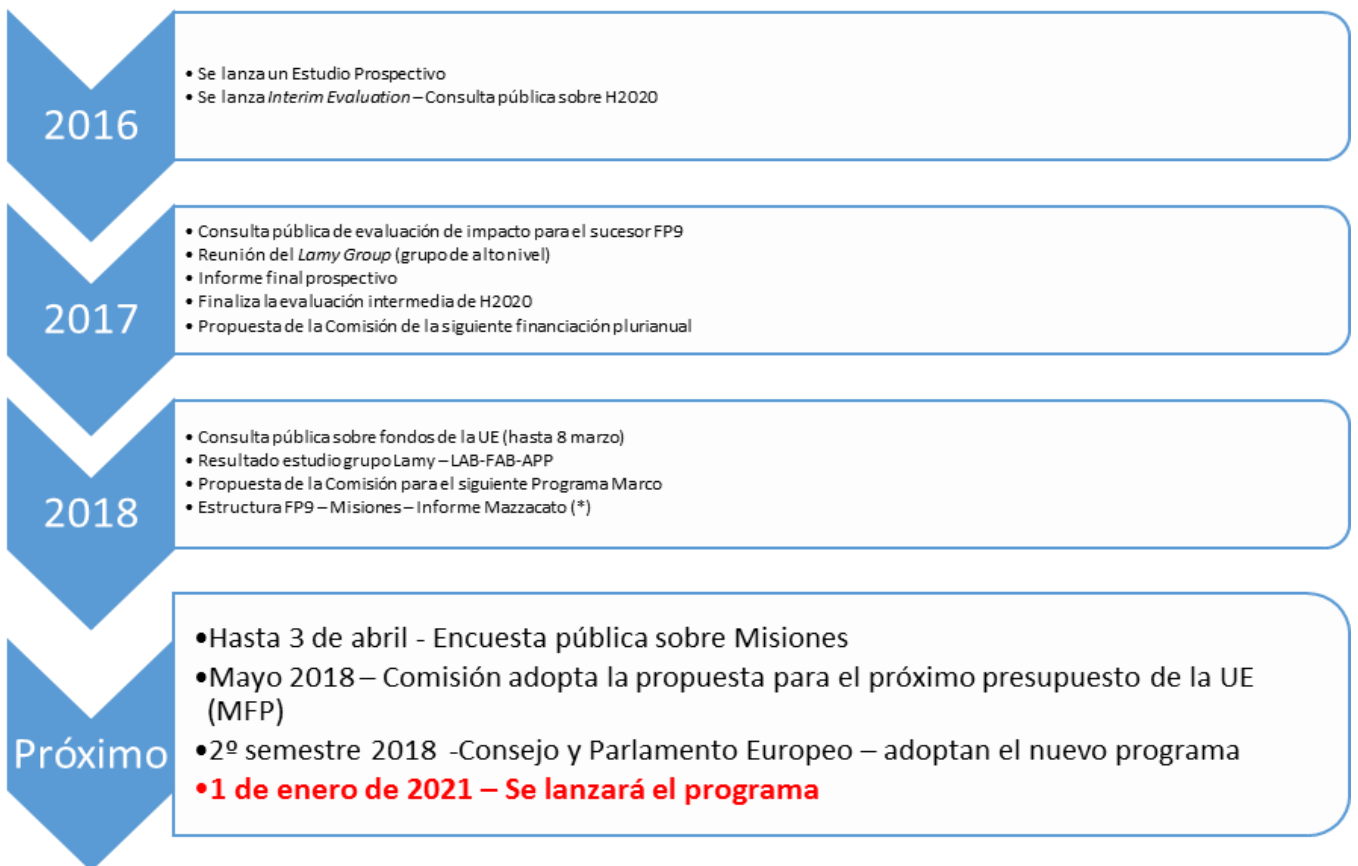 2016
• Se lanza un Estudio Prospectivo
• Se lanza Interim Evaluation – Consulta pública sobre H2020
2017
• Consulta pública de evaluación de impacto para el sucesor FP9
• Reunión del Lamy Group (grupo de alto nivel)
• Informe final prospectivo
• Finaliza la evaluación intermedia de H2020
• Propuesta de la Comisión de la siguiente financiación plurianual
2018
• Consulta pública sobre fondos de la UE (hasta 8 marzo)
• Resultado estudio grupo Lamy – LAB-FAB-APP
• Propuesta de la Comisión para el siguiente Programa Marco
• Estructura FP9 – Misiones – Informe Mazzacato (*)
Próximo
•Hasta 3 de abril - Encuesta pública sobre Misiones
•Mayo 2018 – Comisión adopta la propuesta para el próximo presupuesto de la UE
(MFP)
•2º semestre 2018 -Consejo y Parlamento Europeo – adoptan el nuevo programa
•1 de enero de 2021 – Se lanzará el programa